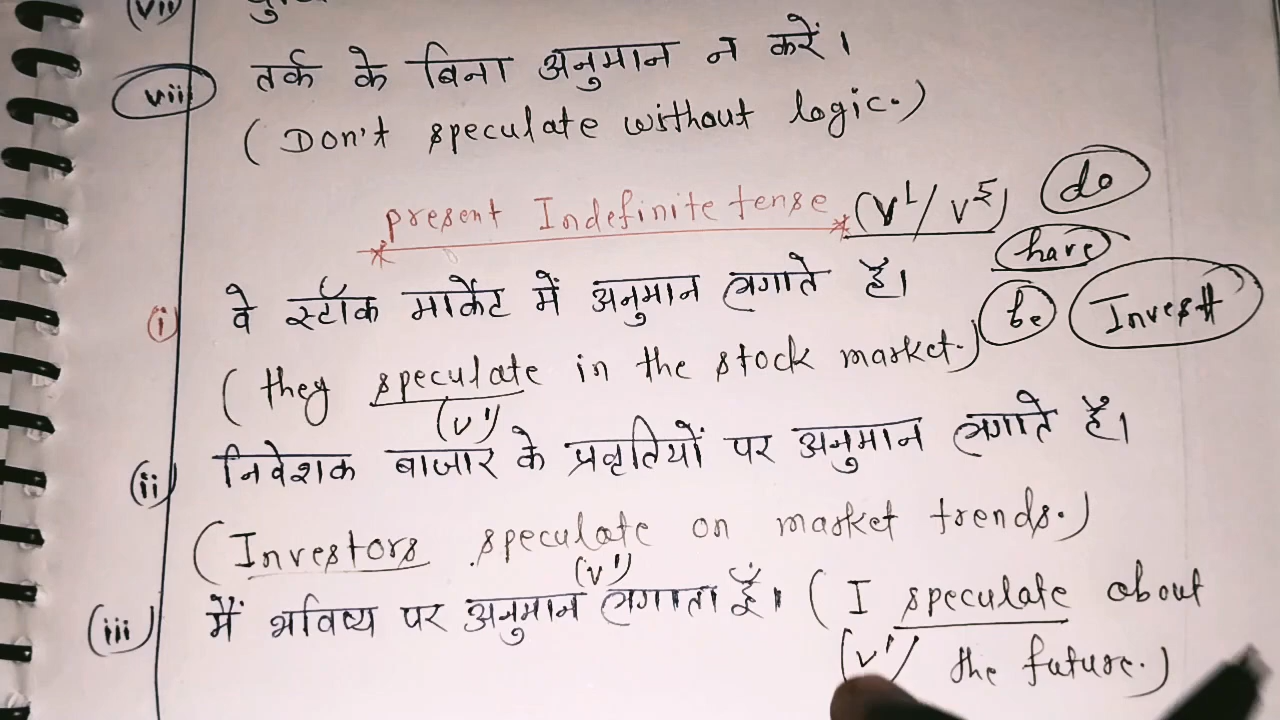 (vii)
(viii) तर्क के बिना अनुमान न करें।
(Don't speculate without logic.)
present Indefinite tense (V¹/V⁵) do
have
(i) वे स्टॉक मार्केट में अनुमान लगाते हैं।
be Invest
(they speculate in the stock market.)
(V¹)
(ii) निवेशक बाजार के प्रवृतियों पर अनुमान लगाते हैं।
(Investors speculate on market trends.)
(V¹)
(iii) मैं भविष्य पर अनुमान लगाता हूँ। (I speculate about
(V¹) the future.)